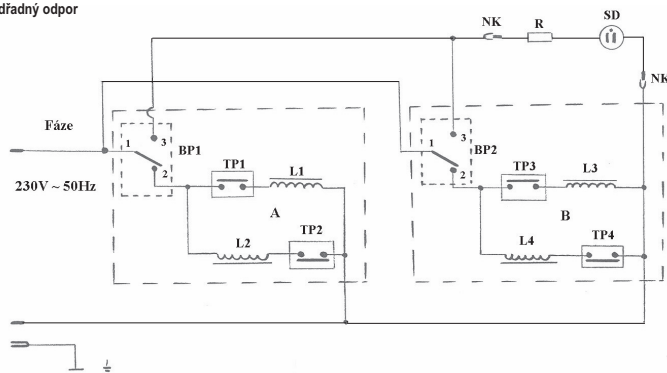 dřadný odpor
SD
NK
R
NK
Fáze
1
3
BP1
2
TP1
L1
1
3
BP2
2
TP3
L3
230V ~ 50Hz
A
B
L2
TP2
L4
TP4